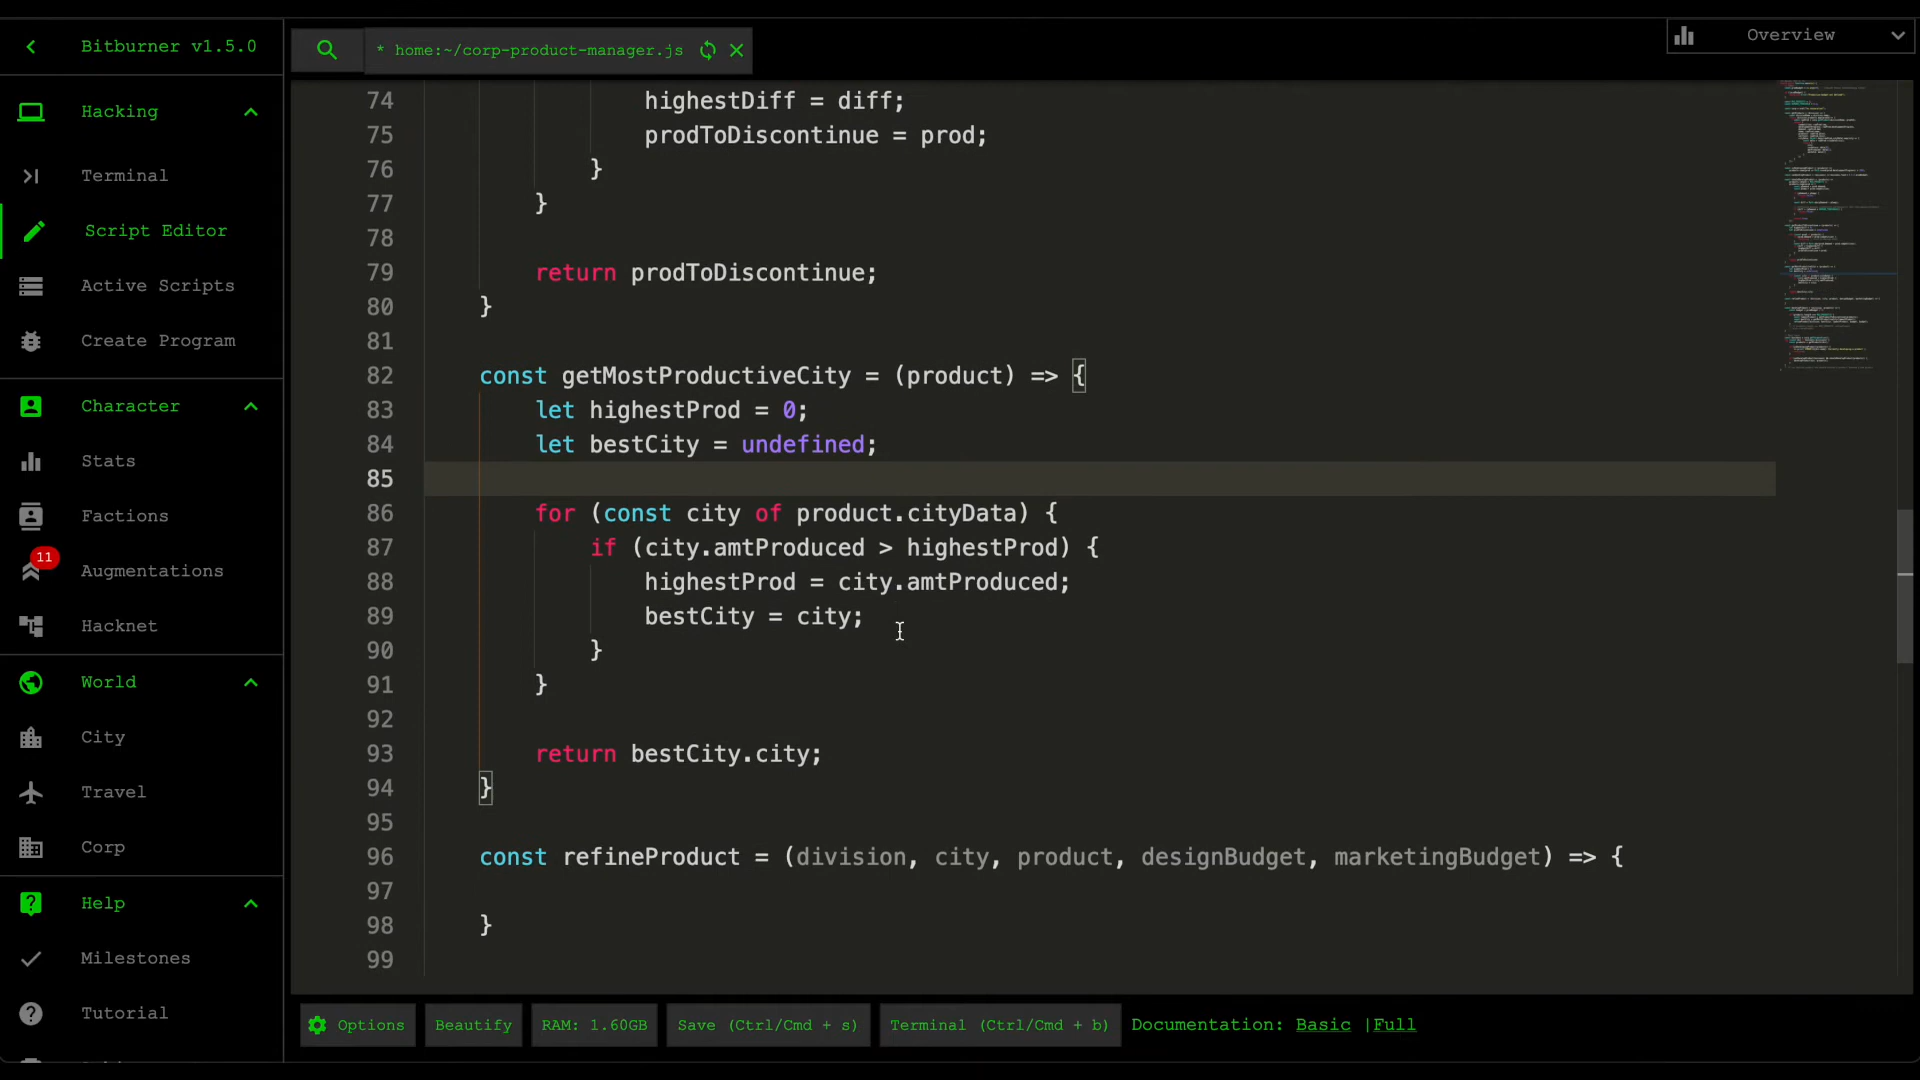 Bitburner v1.5.0
* home:~/corp-product-manager.js
Overview
Hacking
Terminal
Script Editor
Active Scripts
Create Program
Character
Stats
Factions
11
Augmentations
Hacknet
World
City
Travel
Corp
Help
Milestones
Tutorial
74 highestDiff = diff;
75 prodToDiscontinue = prod;
76 }
77 }
78
79 return prodToDiscontinue;
80 }
81
82 const getMostProductiveCity = (product) => {
83 let highestProd = 0;
84 let bestCity = undefined;
85
86 for (const city of product.cityData) {
87 if (city.amtProduced > highestProd) {
88 highestProd = city.amtProduced;
89 bestCity = city;
90 }
91 }
92
93 return bestCity.city;
94 }
95
96 const refineProduct = (division, city, product, designBudget, marketingBudget) => {
97
98 }
99
Options
Beautify
RAM: 1.60GB
Save (Ctrl/Cmd + s)
Terminal (Ctrl/Cmd + b)
Documentation: Basic |Full